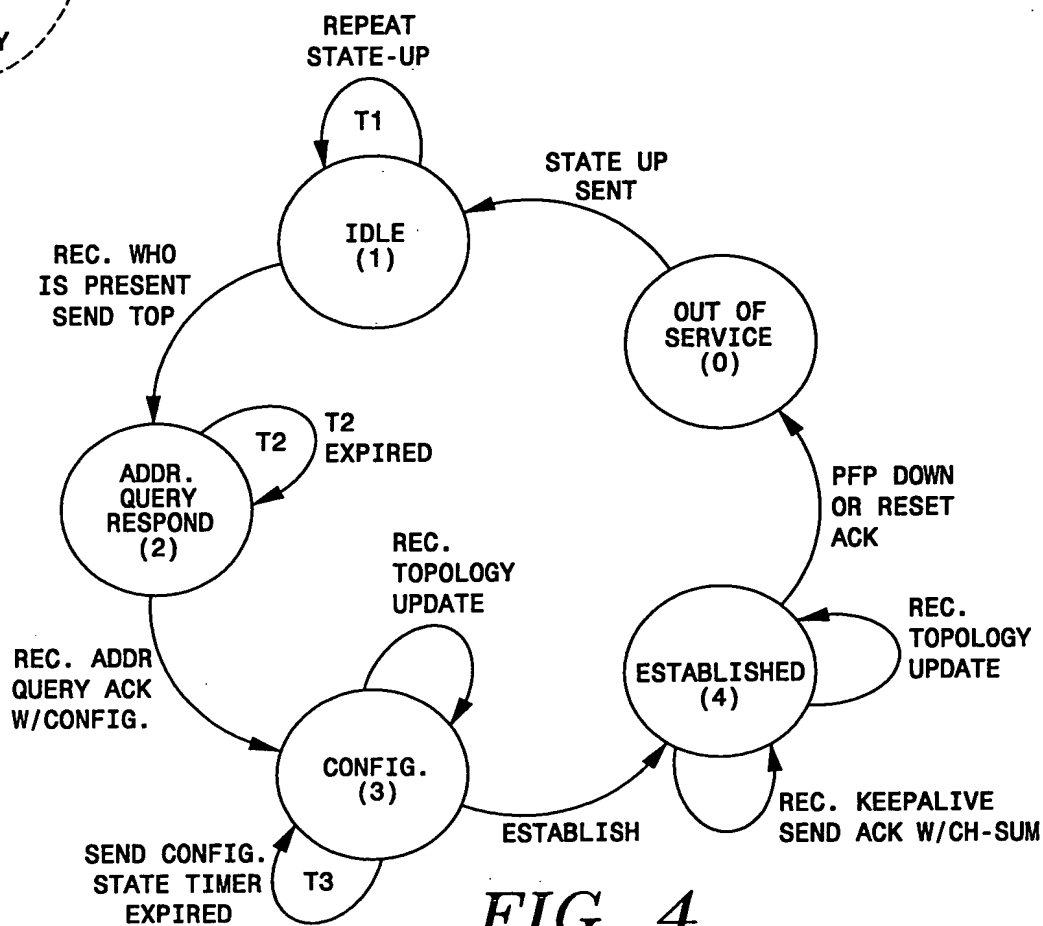 Y
REPEAT
STATE-UP
T1
STATE UP
SENT
IDLE
(1)
REC. WHO
IS PRESENT
SEND TOP
OUT OF
SERVICE
(0)
T2
T2
EXPIRED
ADDR.
QUERY
RESPOND
(2)
PFP DOWN
OR RESET
ACK
REC.
TOPOLOGY
UPDATE
REC.
TOPOLOGY
UPDATE
REC. ADDR
QUERY ACK
W/CONFIG.
ESTABLISHED
(4)
CONFIG.
(3)
ESTABLISH
REC. KEEPALIVE
SEND ACK W/CH-SUM
SEND CONFIG.
STATE TIMER
EXPIRED
T3
FIG. 4